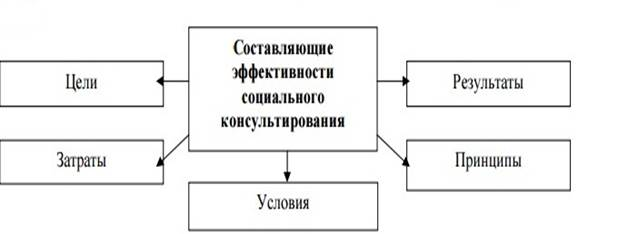 Составляющие
эффективности
социального
консультирования
Цели
Результаты
Затраты
Принципы
Условия